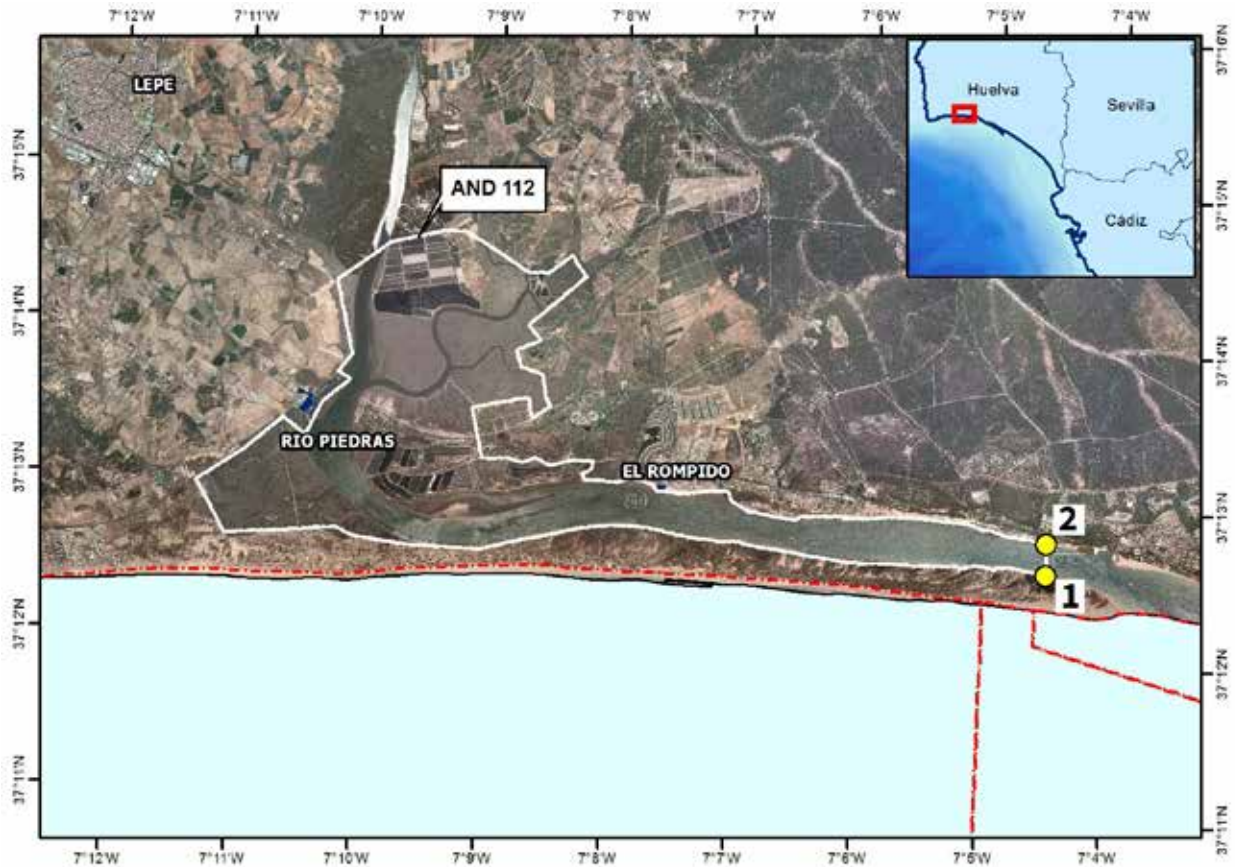 7°12'W 7°11'W 7°10'W 7°9'W 7°8'W 7°7'W 7°6'W 7°5'W 7°4'W
37°16'N
LEPE
Huelva
Sevilla
Cádiz
37°15'N
37°15'N
AND 112
37°14'N
37°14'N
RIO PIEDRAS
EL ROMPIDO
37°13'N
37°13'N
2
1
37°12'N
37°12'N
37°11'N
37°11'N
7°12'W 7°11'W 7°10'W 7°9'W 7°8'W 7°7'W 7°6'W 7°5'W 7°4'W